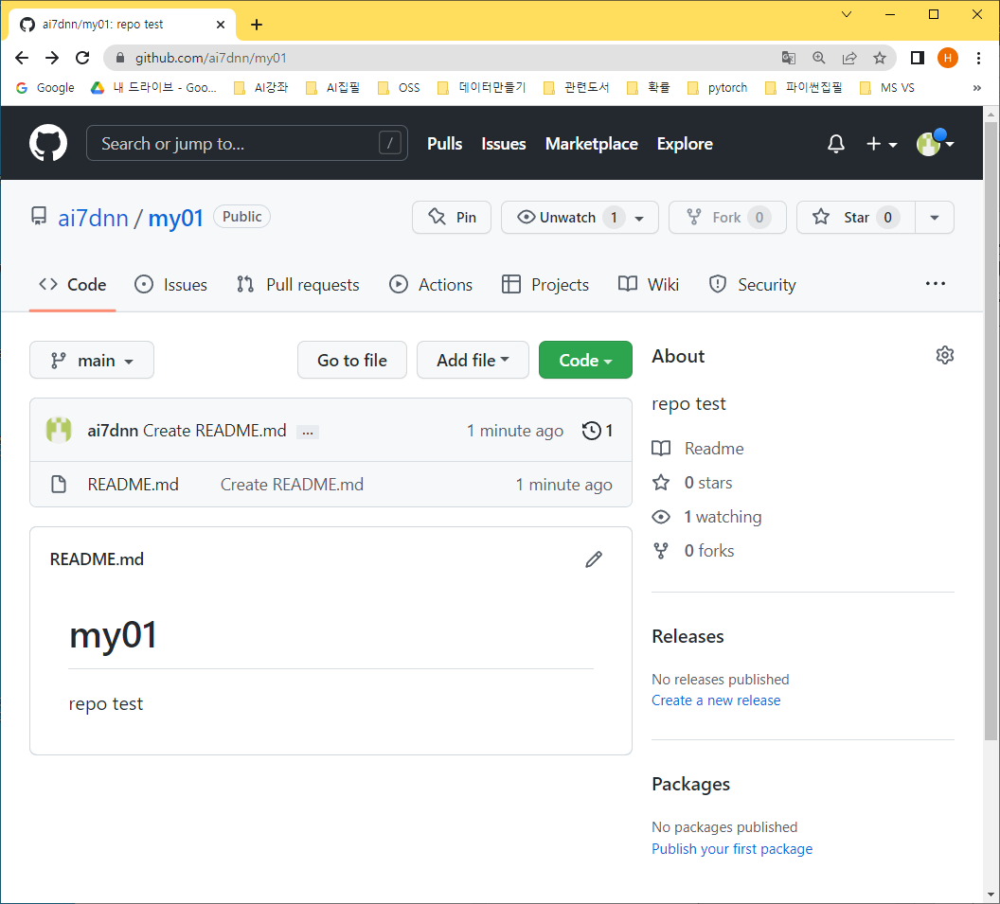 ai7dnn/my01: repo test
github.com/ai7dnn/my01
H
Google 내 드라이브 - Goo... AI강좌 AI집필 OSS 데이터만들기 관련도서 확률 pytorch 파이썬집필 MS VS »
Search or jump to... / Pulls Issues Marketplace Explore
ai7dnn / my01 Public Pin Unwatch 1 Fork 0 Star 0
Code Issues Pull requests Actions Projects Wiki Security ...
main Go to file Add file Code
ai7dnn Create README.md ... 1 minute ago 1
README.md Create README.md 1 minute ago
README.md
my01
repo test
About
repo test
Readme
0 stars
1 watching
0 forks
Releases
No releases published
Create a new release
Packages
No packages published
Publish your first package